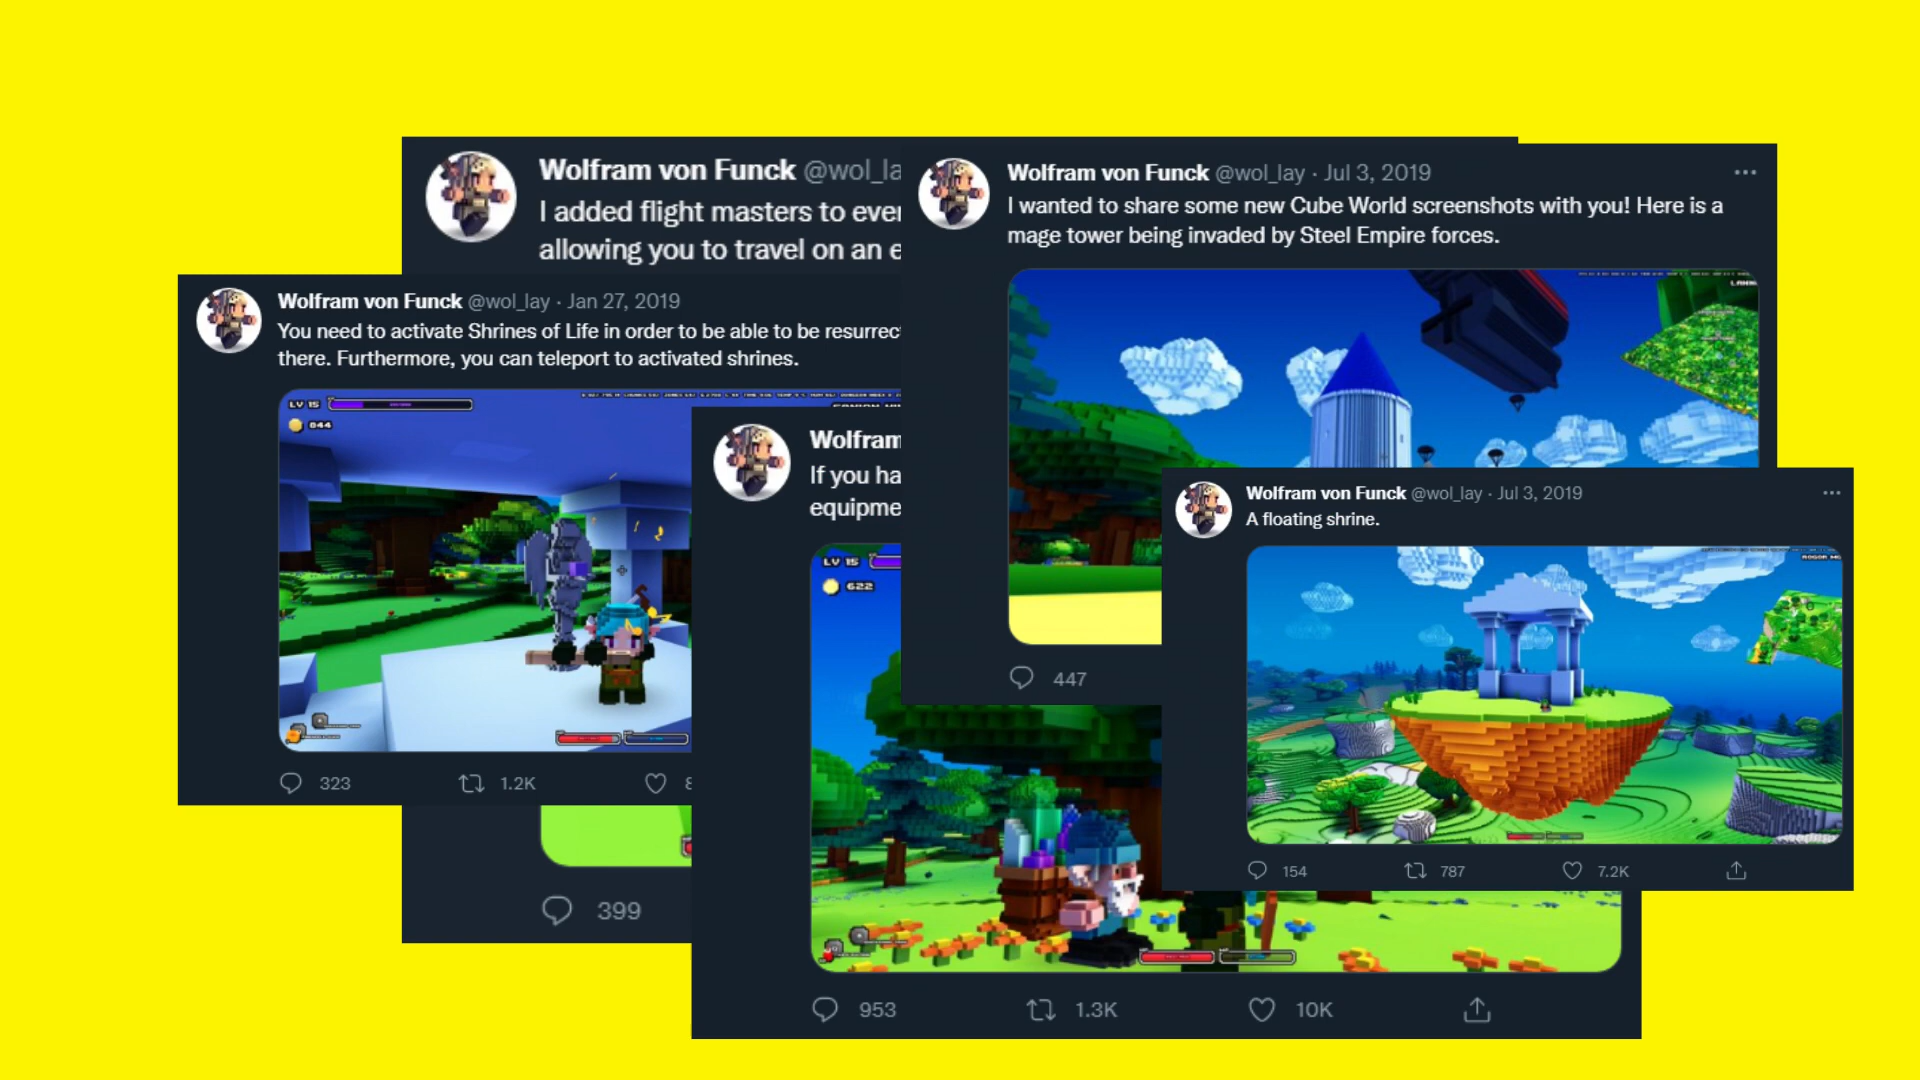 Wolfram von Funck @wol_la
I added flight masters to ever
allowing you to travel on an e
399
Wolfram von Funck @wol_lay · Jan 27, 2019
You need to activate Shrines of Life in order to be able to be resurrec
there. Furthermore, you can teleport to activated shrines.
LV 15
644
323 1.2K 8
Wolfram
If you ha
equipme
LV 15
622
953 1.3K 10K
Wolfram von Funck @wol_lay · Jul 3, 2019
I wanted to share some new Cube World screenshots with you! Here is a
mage tower being invaded by Steel Empire forces.
447
Wolfram von Funck @wol_lay · Jul 3, 2019
A floating shrine.
154 787 7.2K